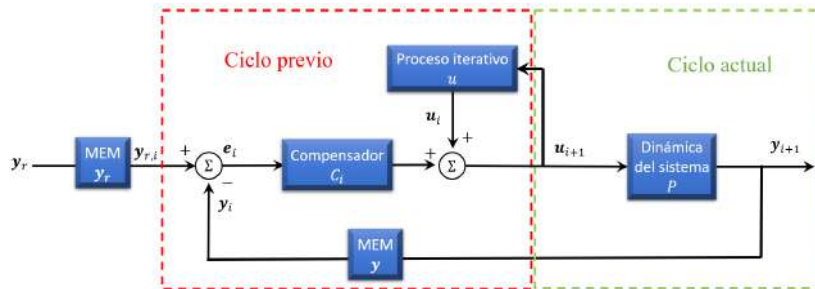 Ciclo previo
Ciclo actual
Proceso iterativo
u
u_i
y_r
MEM
y_r
y_{r,i}
+
Σ
−
e_i
y_i
Compensador
C_i
+
+
Σ
u_{i+1}
Dinámica
del sistema
P
y_{i+1}
MEM
y